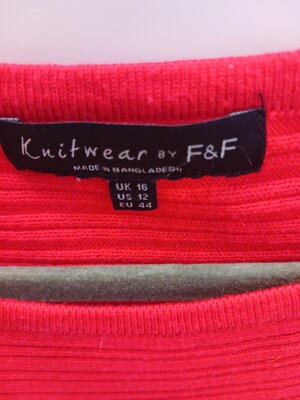 Knitwear BY F&F
MADE IN BANGLADESH
UK 16
US 12
EU 44